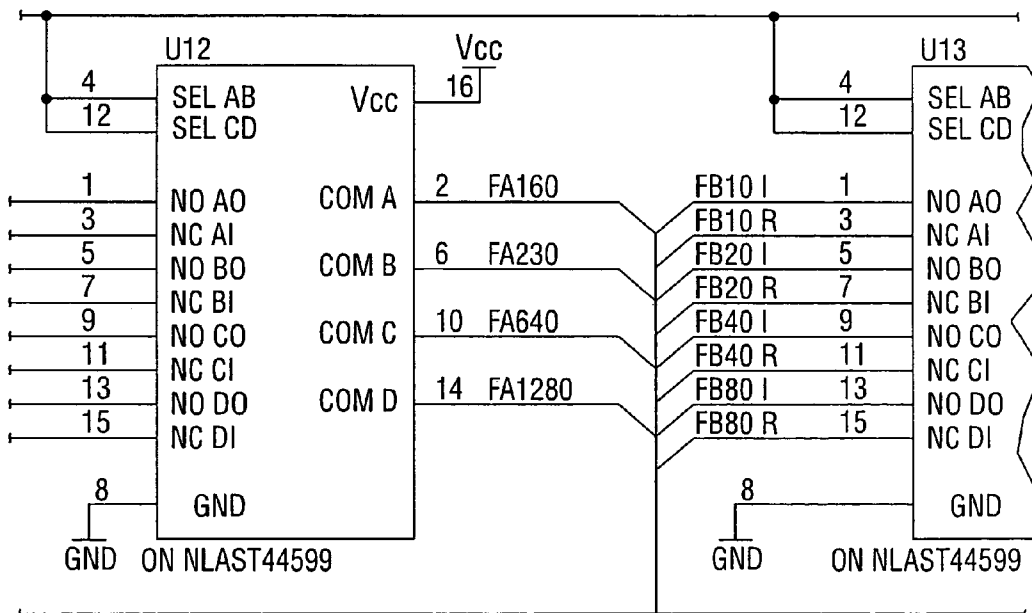 U12
Vcc
16
4
SEL AB
Vcc
12
SEL CD
1
NO AO
COM A
2
FA160
3
NC AI
5
NO BO
COM B
6
FA230
7
NC BI
9
NO CO
COM C
10
FA640
11
NC CI
13
NO DO
COM D
14
FA1280
15
NC DI
8
GND
GND
ON NLAST44599
U13
4
SEL AB
12
SEL CD
FB10 I
1
NO AO
FB10 R
3
NC AI
FB20 I
5
NO BO
FB20 R
7
NC BI
FB40 I
9
NO CO
FB40 R
11
NC CI
FB80 I
13
NO DO
FB80 R
15
NC DI
8
GND
GND
ON NLAST44599